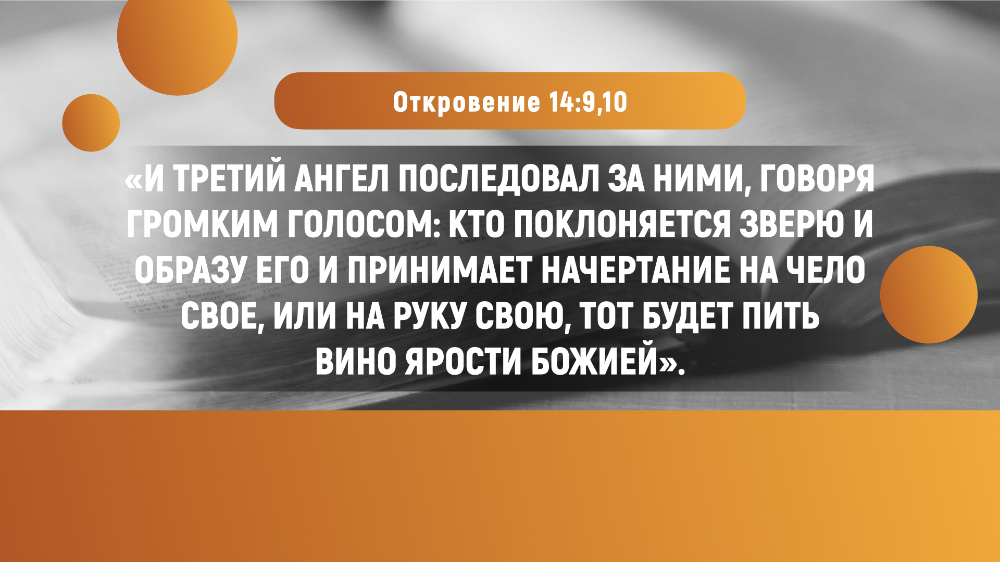 Откровение 14:9,10
«И ТРЕТИЙ АНГЕЛ ПОСЛЕДОВАЛ ЗА НИМИ, ГОВОРЯ
ГРОМКИМ ГОЛОСОМ: КТО ПОКЛОНЯЕТСЯ ЗВЕРЮ И
ОБРАЗУ ЕГО И ПРИНИМАЕТ НАЧЕРТАНИЕ НА ЧЕЛО
СВОЕ, ИЛИ НА РУКУ СВОЮ, ТОТ БУДЕТ ПИТЬ
ВИНО ЯРОСТИ БОЖИЕЙ».